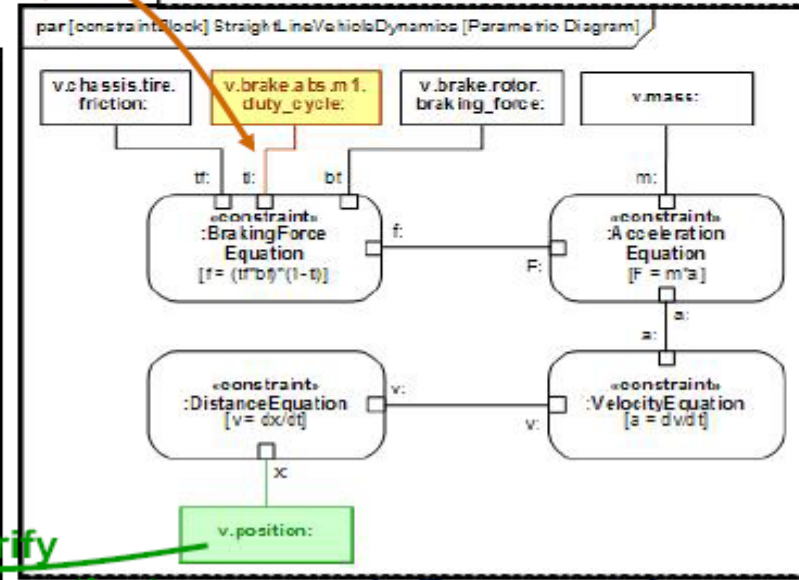 par [constraintBlock] StraightLineVehicleDynamics [Parametric Diagram]
v.chassis.tire.
friction:
v.brake.abs.m1.
duty_cycle:
v.brake.rotor.
braking_force:
v.mass:
tf:
tl:
bf
m:
«constraint»
:BrakingForce
Equation
[f = (tf*bf)*(1-tl)]
f:
F:
«constraint»
:Acceleration
Equation
[F = m*a]
a:
a:
«constraint»
:DistanceEquation
[v = dx/dt]
v:
v:
«constraint»
:VelocityEquation
[a = dv/dt]
x:
v.position:
rify